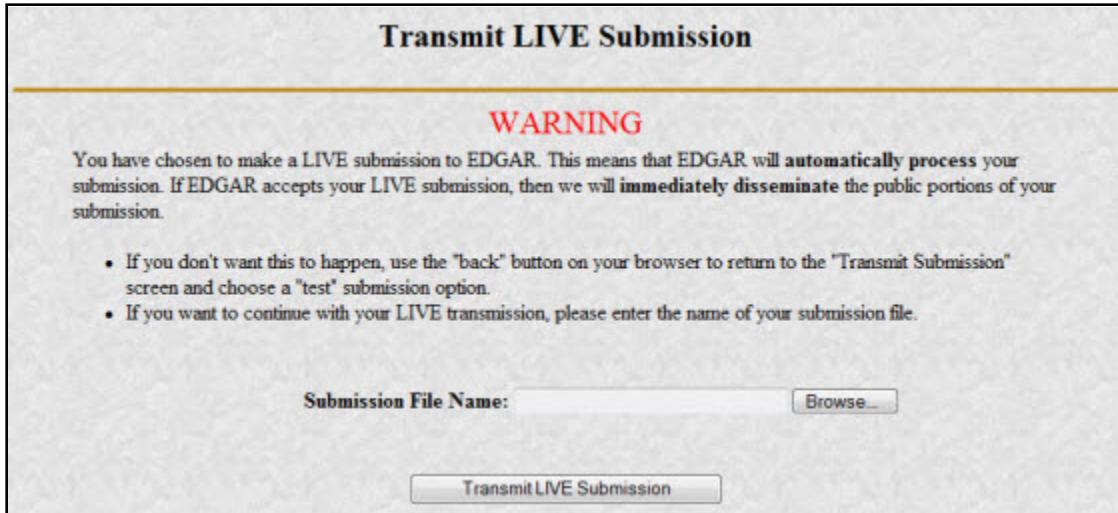 Transmit LIVE Submission
WARNING
You have chosen to make a LIVE submission to EDGAR. This means that EDGAR will automatically process your
submission. If EDGAR accepts your LIVE submission, then we will immediately disseminate the public portions of your
submission.
• If you don't want this to happen, use the "back" button on your browser to return to the "Transmit Submission"
screen and choose a "test" submission option.
• If you want to continue with your LIVE transmission, please enter the name of your submission file.
Submission File Name: Browse...
Transmit LIVE Submission